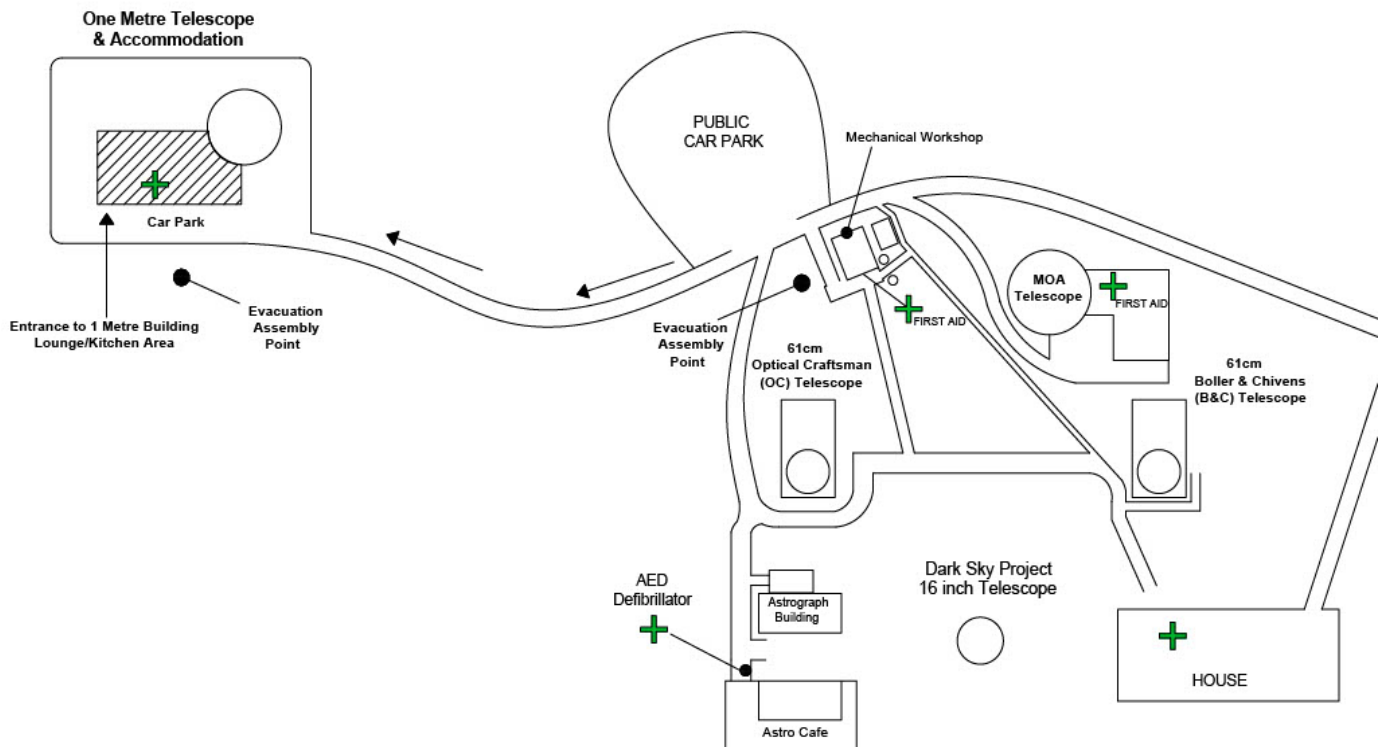 One Metre Telescope
& Accommodation
Car Park
Entrance to 1 Metre Building
Lounge/Kitchen Area
Evacuation
Assembly
Point
PUBLIC
CAR PARK
Mechanical Workshop
Evacuation
Assembly
Point
FIRST AID
MOA
Telescope
FIRST AID
61cm
Optical Craftsman
(OC) Telescope
61cm
Boller & Chivens
(B&C) Telescope
AED
Defibrillator
Astrograph
Building
Dark Sky Project
16 inch Telescope
HOUSE
Astro Cafe